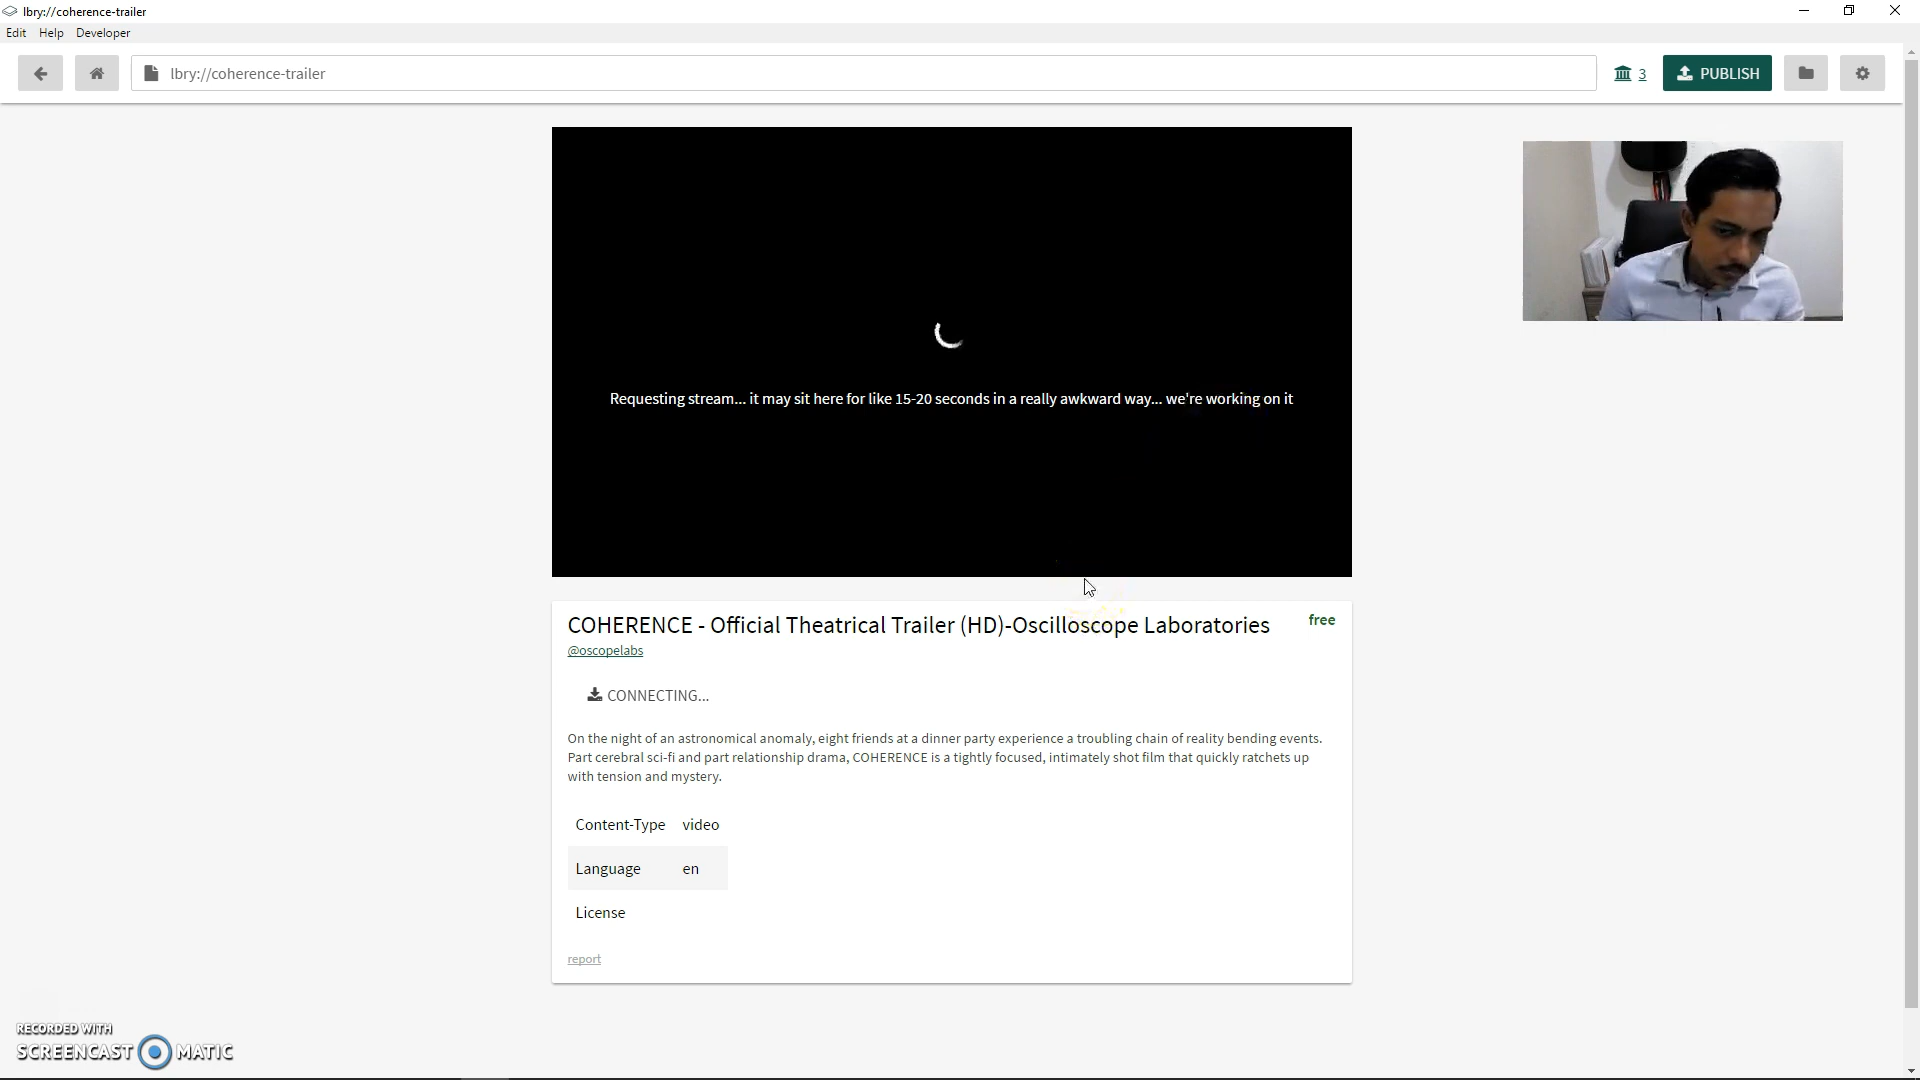 lbry://coherence-trailer
Edit Help Developer
lbry://coherence-trailer
3
PUBLISH
Requesting stream... it may sit here for like 15-20 seconds in a really awkward way... we're working on it
COHERENCE - Official Theatrical Trailer (HD)-Oscilloscope Laboratories
free
@oscopelabs
CONNECTING...
On the night of an astronomical anomaly, eight friends at a dinner party experience a troubling chain of reality bending events.
Part cerebral sci-fi and part relationship drama, COHERENCE is a tightly focused, intimately shot film that quickly ratchets up
with tension and mystery.
Content-Type video
Language en
License
report
RECORDED WITH
SCREENCAST MATIC